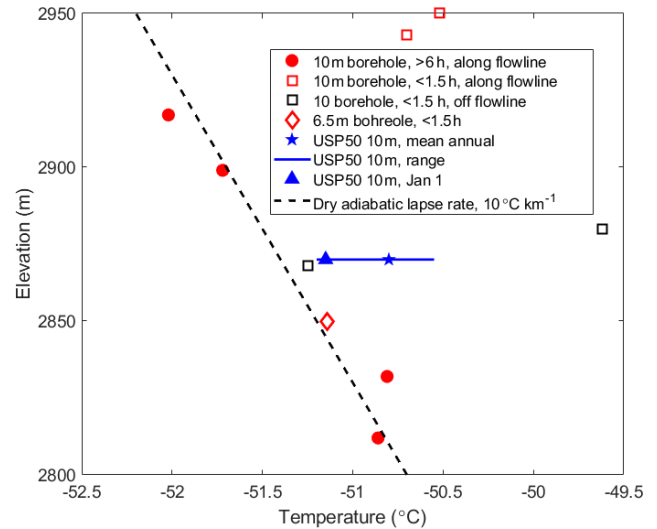 2950
2900
2850
2800
Elevation (m)
10m borehole, >6 h, along flowline
10m borehole, <1.5 h, along flowline
10 borehole, <1.5 h, off flowline
6.5m bohreole, <1.5 h
USP50 10m, mean annual
USP50 10m, range
USP50 10m, Jan 1
Dry adiabatic lapse rate, 10 °C km⁻¹
-52.5 -52 -51.5 -51 -50.5 -50 -49.5
Temperature (°C)